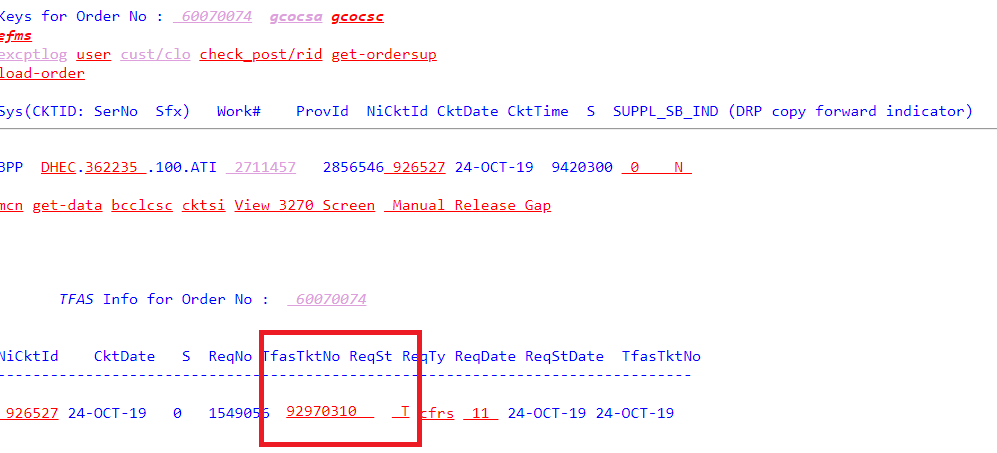 Keys for Order No : 60070074 gcocsa gcocsc
efms
excptlog user cust/clo check_post/rid get-ordersup
load-order
Sys(CKTID: SerNo Sfx) Work# ProvId NiCktId CktDate CktTime S SUPPL_SB_IND (DRP copy forward indicator)
BPP DHEC.362235 .100.ATI 2711457 2856546 926527 24-OCT-19 9420300 0 N
mcn get-data bcclcsc cktsi View 3270 Screen Manual Release Gap
TFAS Info for Order No : 60070074
NiCktId CktDate S ReqNo TfasTktNo ReqSt ReqTy ReqDate ReqStDate TfasTktNo
926527 24-OCT-19 0 1549056 92970310 T cfrs 11 24-OCT-19 24-OCT-19